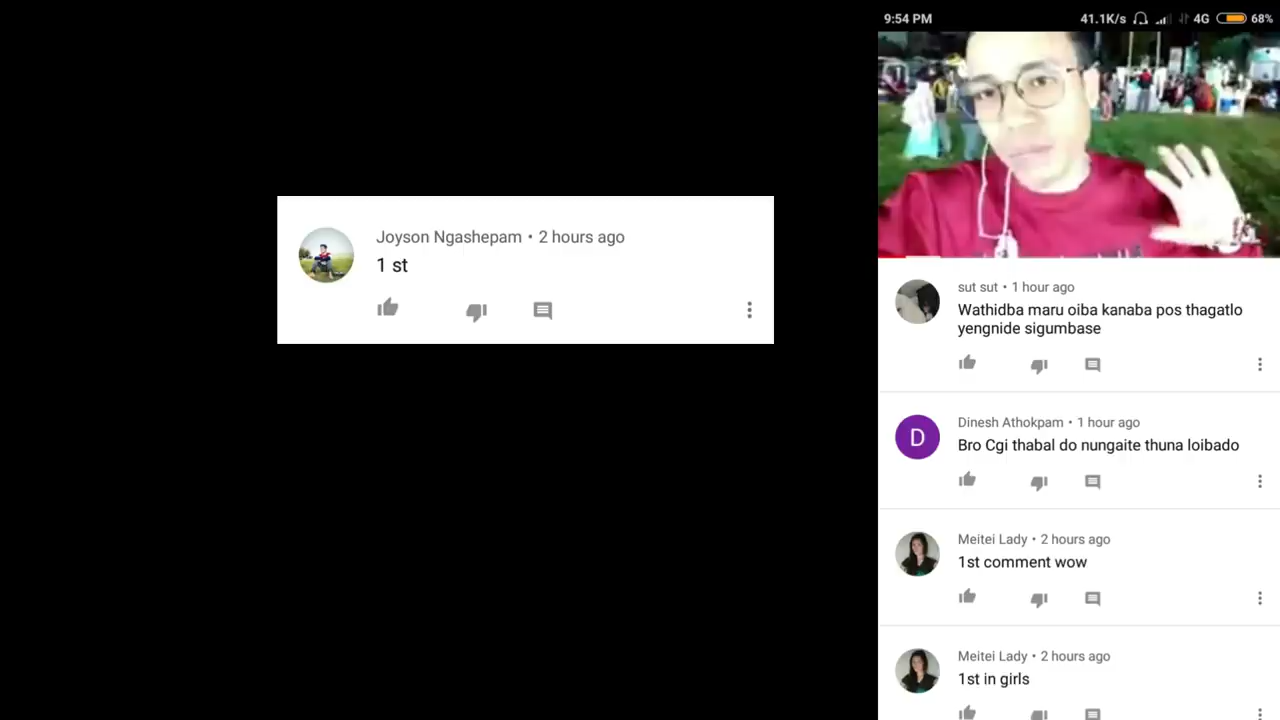 Joyson Ngashepam • 2 hours ago
1 st
9:54 PM 41.1K/s 4G 68%
sut sut • 1 hour ago
Wathidba maru oiba kanaba pos thagatlo
yengnide sigumbase
D
Dinesh Athokpam • 1 hour ago
Bro Cgi thabal do nungaite thuna loibado
Meitei Lady • 2 hours ago
1st comment wow
Meitei Lady • 2 hours ago
1st in girls